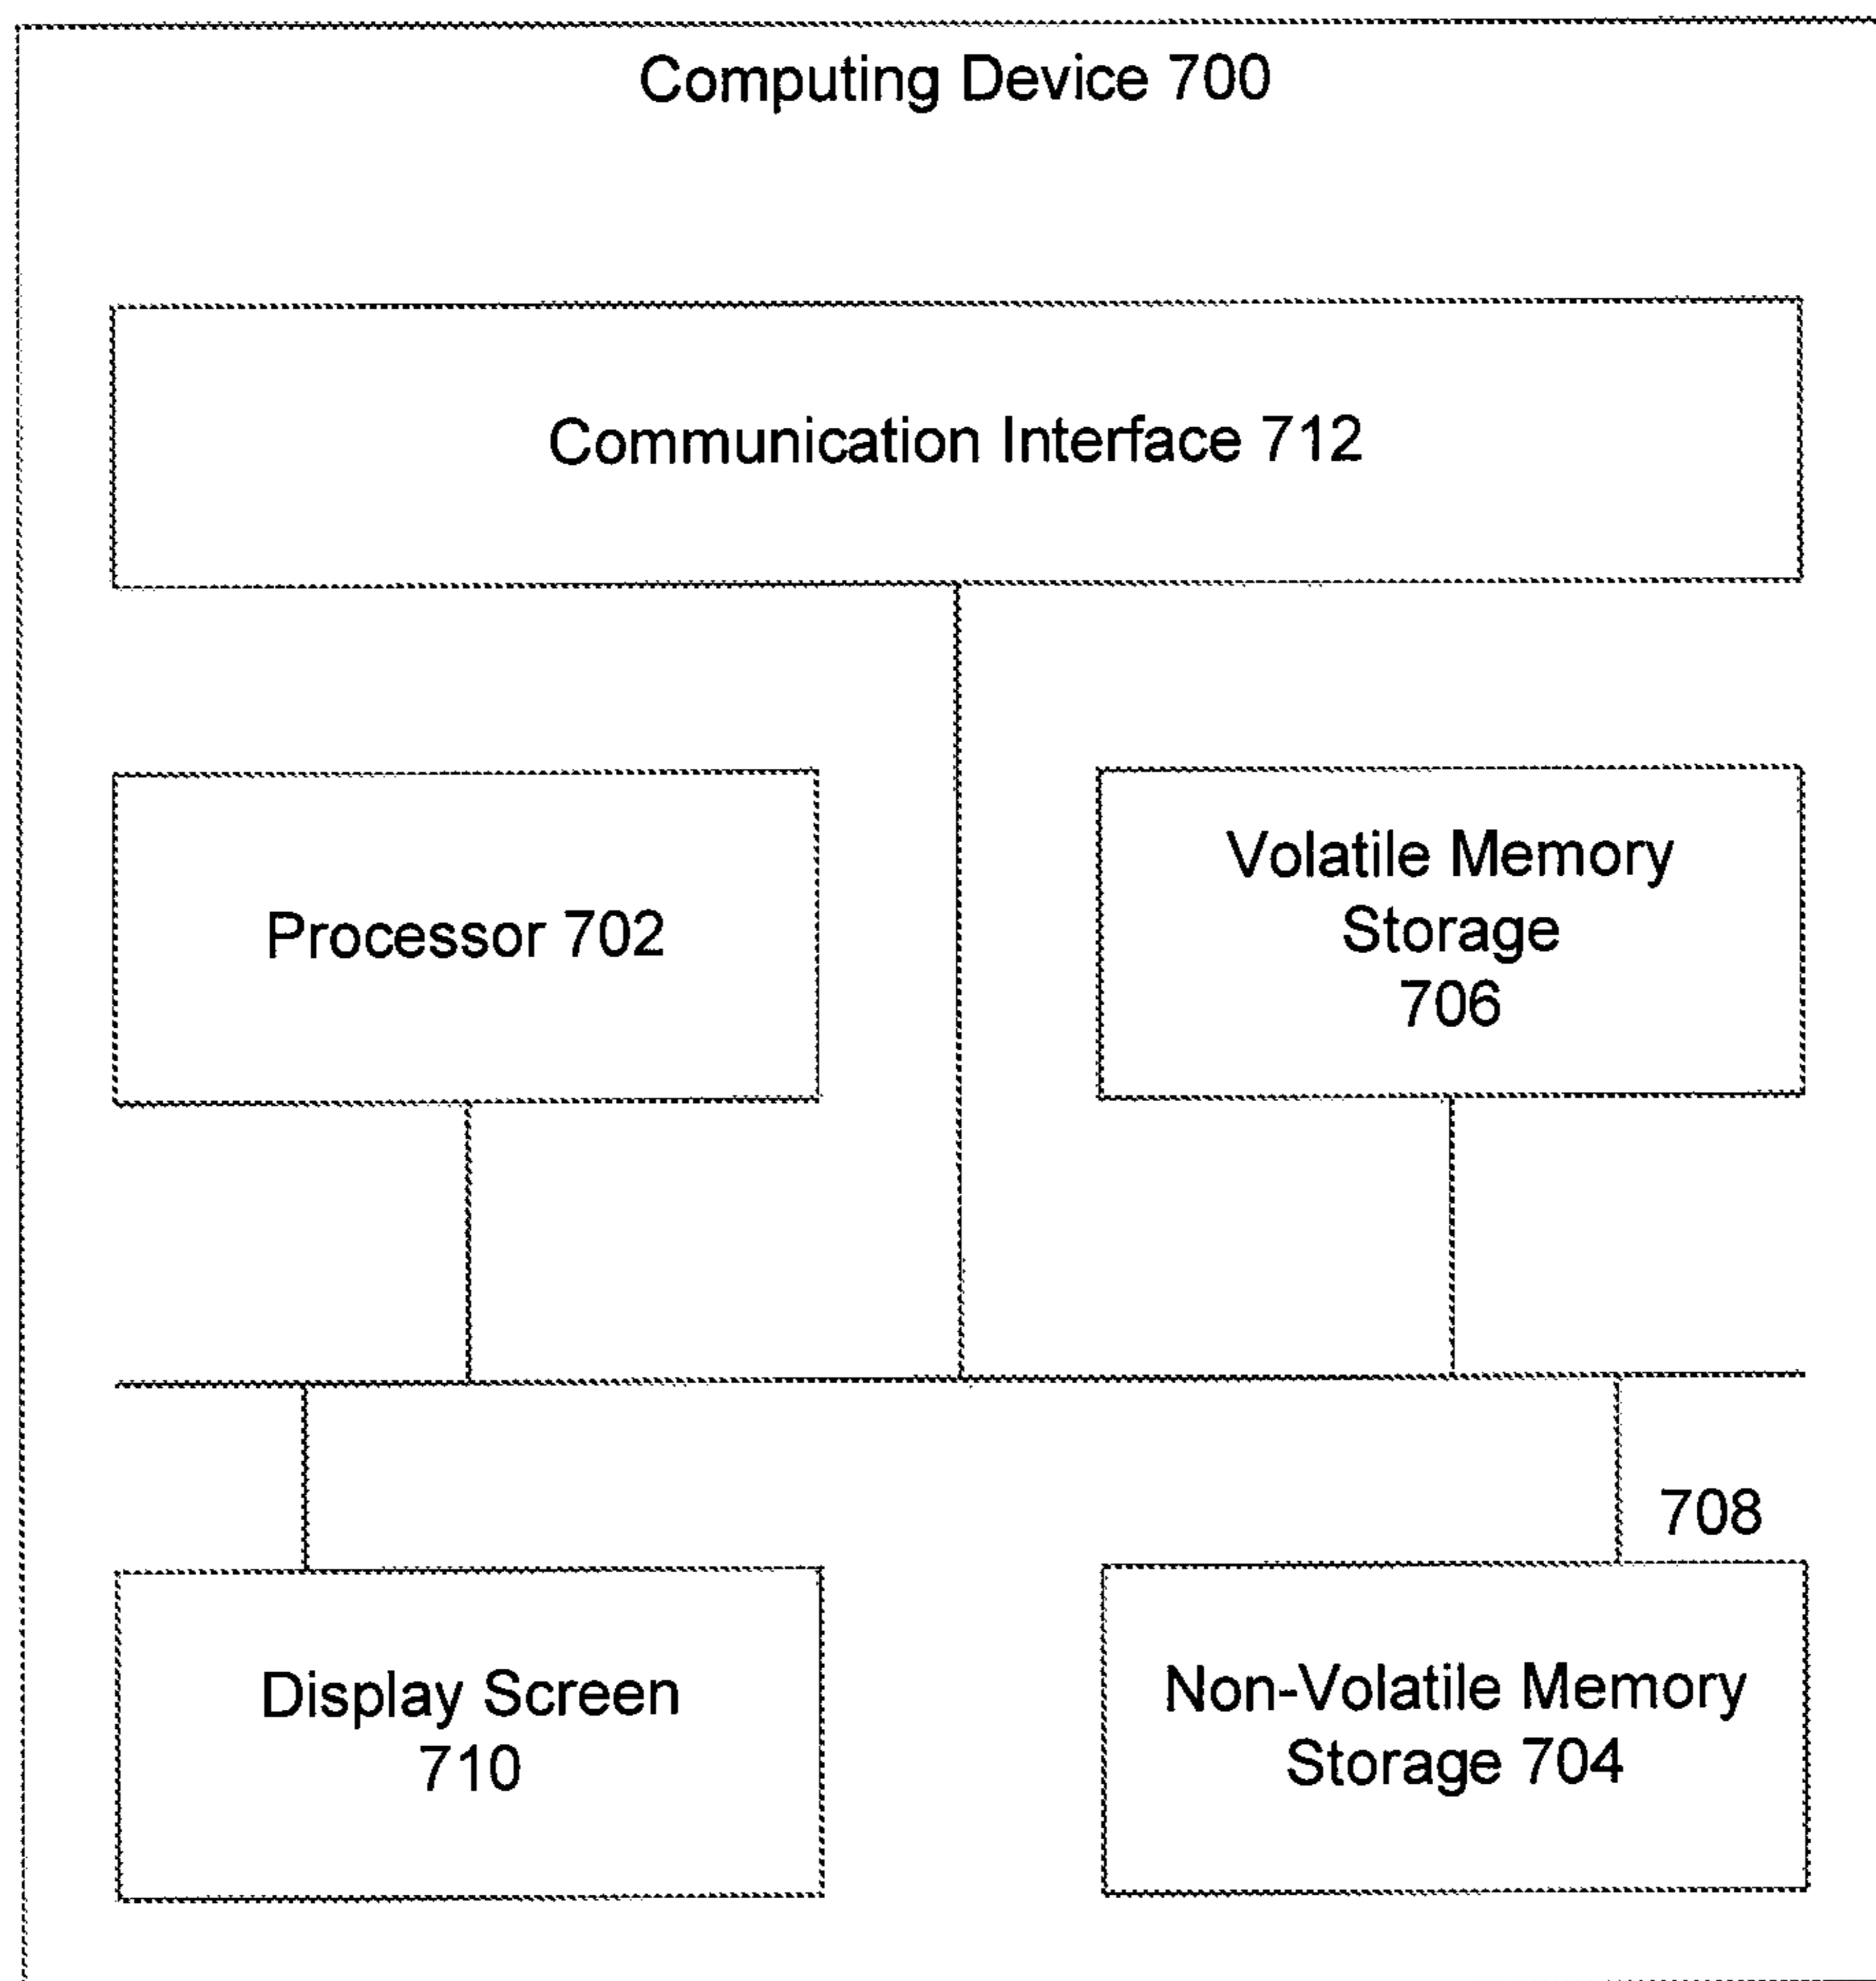 Computing Device 700
Communication Interface 712
Processor 702
Volatile Memory
Storage
706
708
Display Screen
710
Non-Volatile Memory
Storage 704